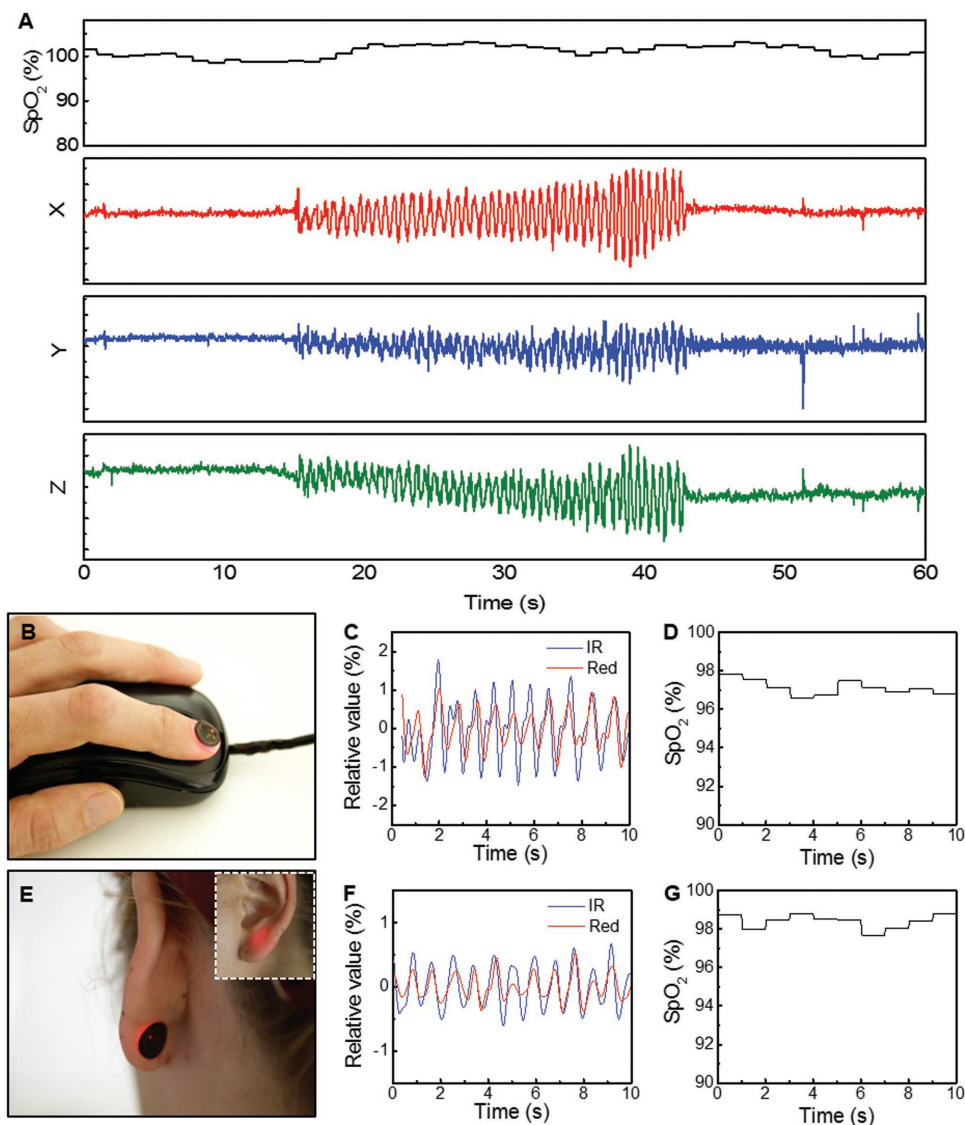 A
SpO2 (%)
100
90
80
X
Y
Z
0 10 20 30 40 50 60
Time (s)
B
C
Relative value (%)
2
1
0
-1
-2
IR
Red
0 2 4 6 8 10
Time (s)
D
SpO2 (%)
100
98
96
94
92
90
0 2 4 6 8 10
Time (s)
E
F
Relative value (%)
1
0
-1
IR
Red
0 2 4 6 8 10
Time (s)
G
SpO2 (%)
100
98
96
94
92
90
0 2 4 6 8 10
Time (s)